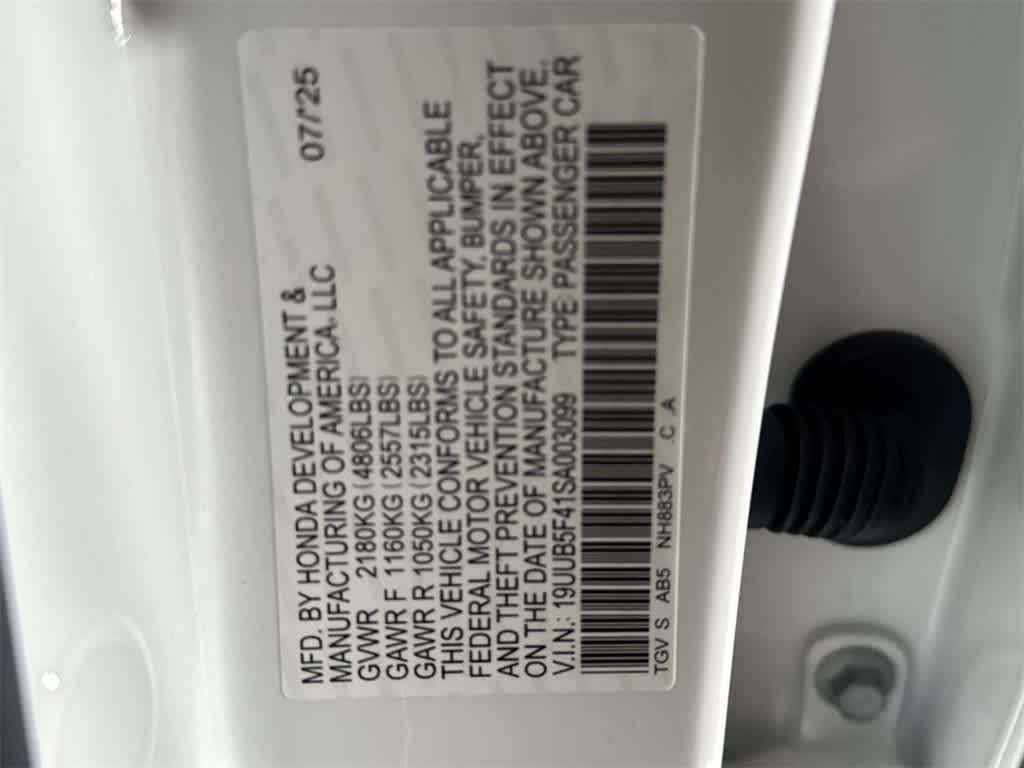 MFD. BY HONDA DEVELOPMENT &
MANUFACTURING OF AMERICA. LLC 07/'25
GVWR 2180KG (4806LBS)
GAWR F 1160KG (2557LBS)
GAWR R 1050KG (2315LBS)
THIS VEHICLE CONFORMS TO ALL APPLICABLE
FEDERAL MOTOR VEHICLE SAFETY, BUMPER,
AND THEFT PREVENTION STANDARDS IN EFFECT
ON THE DATE OF MANUFACTURE SHOWN ABOVE.
V.I.N.: 19UUB5F41SA003099 TYPE PASSENGER CAR
TGV S AB5 NH883PV .C .A